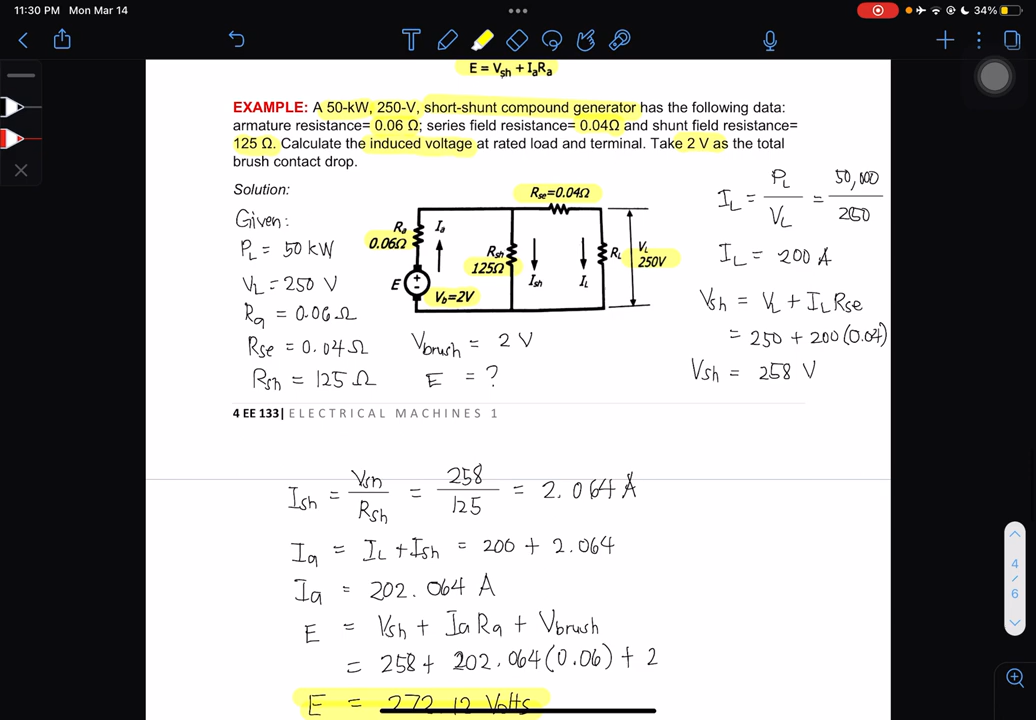 11:30 PM Mon Mar 14
34%
E = Vsh + IaRa
EXAMPLE: A 50-kW, 250-V, short-shunt compound generator has the following data:
armature resistance= 0.06 Ω; series field resistance= 0.04Ω and shunt field resistance=
125 Ω. Calculate the induced voltage at rated load and terminal. Take 2 V as the total
brush contact drop.
Solution:
Given:
PL = 50 kW
VL = 250 V
Ra = 0.06 Ω
Rse = 0.04 Ω
Rsh = 125 Ω
Rse=0.04Ω
Ra
0.06Ω
Ia
E
Vb=2V
Rsh
125Ω
Ish
IL
RL
VL
250V
Vbrush = 2 V
E = ?
IL = PL / VL = 50,000 / 250
IL = 200 A
Vsh = VL + ILRse
= 250 + 200(0.04)
Vsh = 258 V
4 EE 133| ELECTRICAL MACHINES 1
Ish = Vsh / Rsh = 258 / 125 = 2.064 A
Ia = IL + Ish = 200 + 2.064
Ia = 202.064 A
E = Vsh + IaRa + Vbrush
= 258 + 202.064(0.06) + 2
E = 272.12 Volts
4
/
6